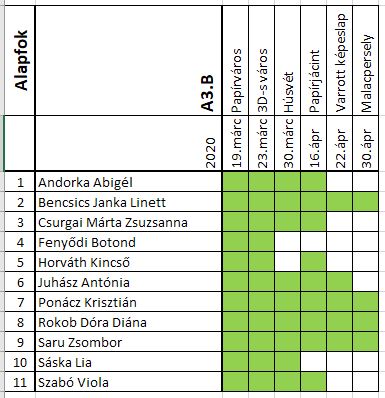 Alapfok
A3.B
2020
19.márc Papírváros
23.márc 3D-s város
30.márc Húsvét
16.ápr Papírjácint
22.ápr Varrott képeslap
30.ápr Malacpersely
1 Andorka Abigél
2 Bencsics Janka Linett
3 Csurgai Márta Zsuzsanna
4 Fenyődi Botond
5 Horváth Kincső
6 Juhász Antónia
7 Ponácz Krisztián
8 Rokob Dóra Diána
9 Saru Zsombor
10 Sáska Lia
11 Szabó Viola